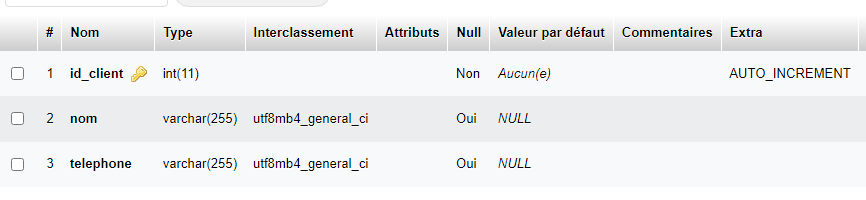 # Nom Type Interclassement Attributs Null Valeur par défaut Commentaires Extra
1 id_client int(11) Non Aucun(e) AUTO_INCREMENT
2 nom varchar(255) utf8mb4_general_ci Oui NULL
3 telephone varchar(255) utf8mb4_general_ci Oui NULL